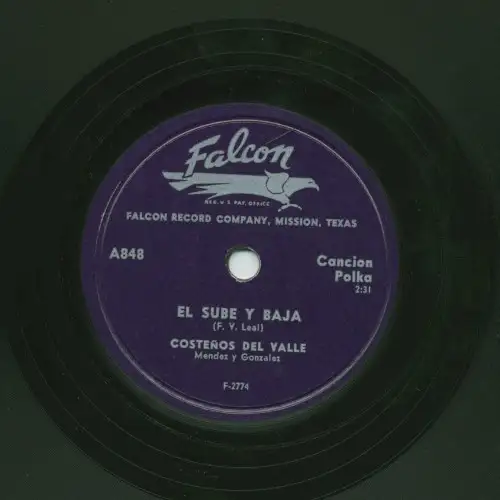 Falcon
REG. U.S. PAT. OFFICE
FALCON RECORD COMPANY, MISSION, TEXAS
A848
Cancion
Polka
2:31
EL SUBE Y BAJA
(F. Y. Leal)
COSTEÑOS DEL VALLE
Mendez y Gonzalez
F-2774